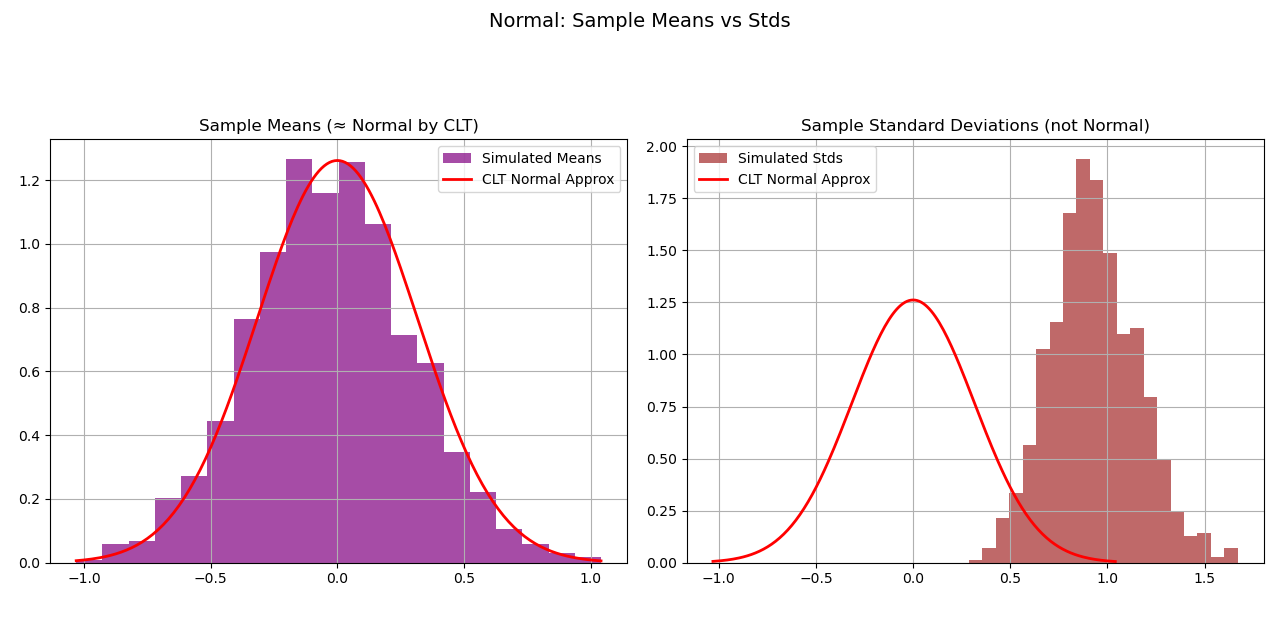 Normal: Sample Means vs Stds
Sample Means (≈ Normal by CLT)
Simulated Means
CLT Normal Approx
1.2
1.0
0.8
0.6
0.4
0.2
0.0
−1.0 −0.5 0.0 0.5 1.0
Sample Standard Deviations (not Normal)
Simulated Stds
CLT Normal Approx
2.00
1.75
1.50
1.25
1.00
0.75
0.50
0.25
0.00
−1.0 −0.5 0.0 0.5 1.0 1.5